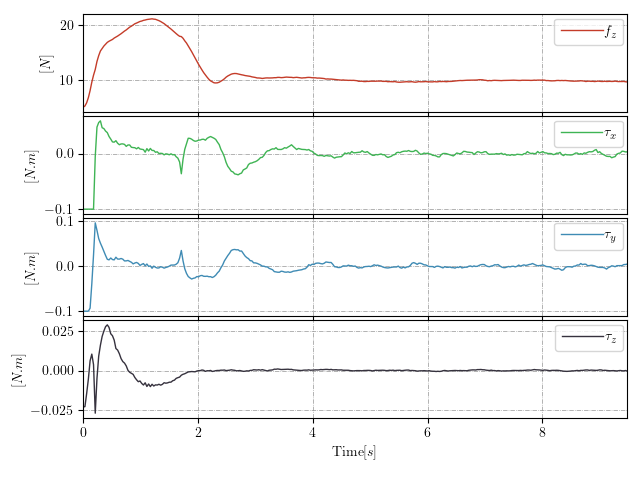 20
10
[N]
f_z
0.0
−0.1
[N.m]
τ_x
0.1
0.0
−0.1
[N.m]
τ_y
0.025
0.000
−0.025
[N.m]
τ_z
0 2 4 6 8
Time[s]